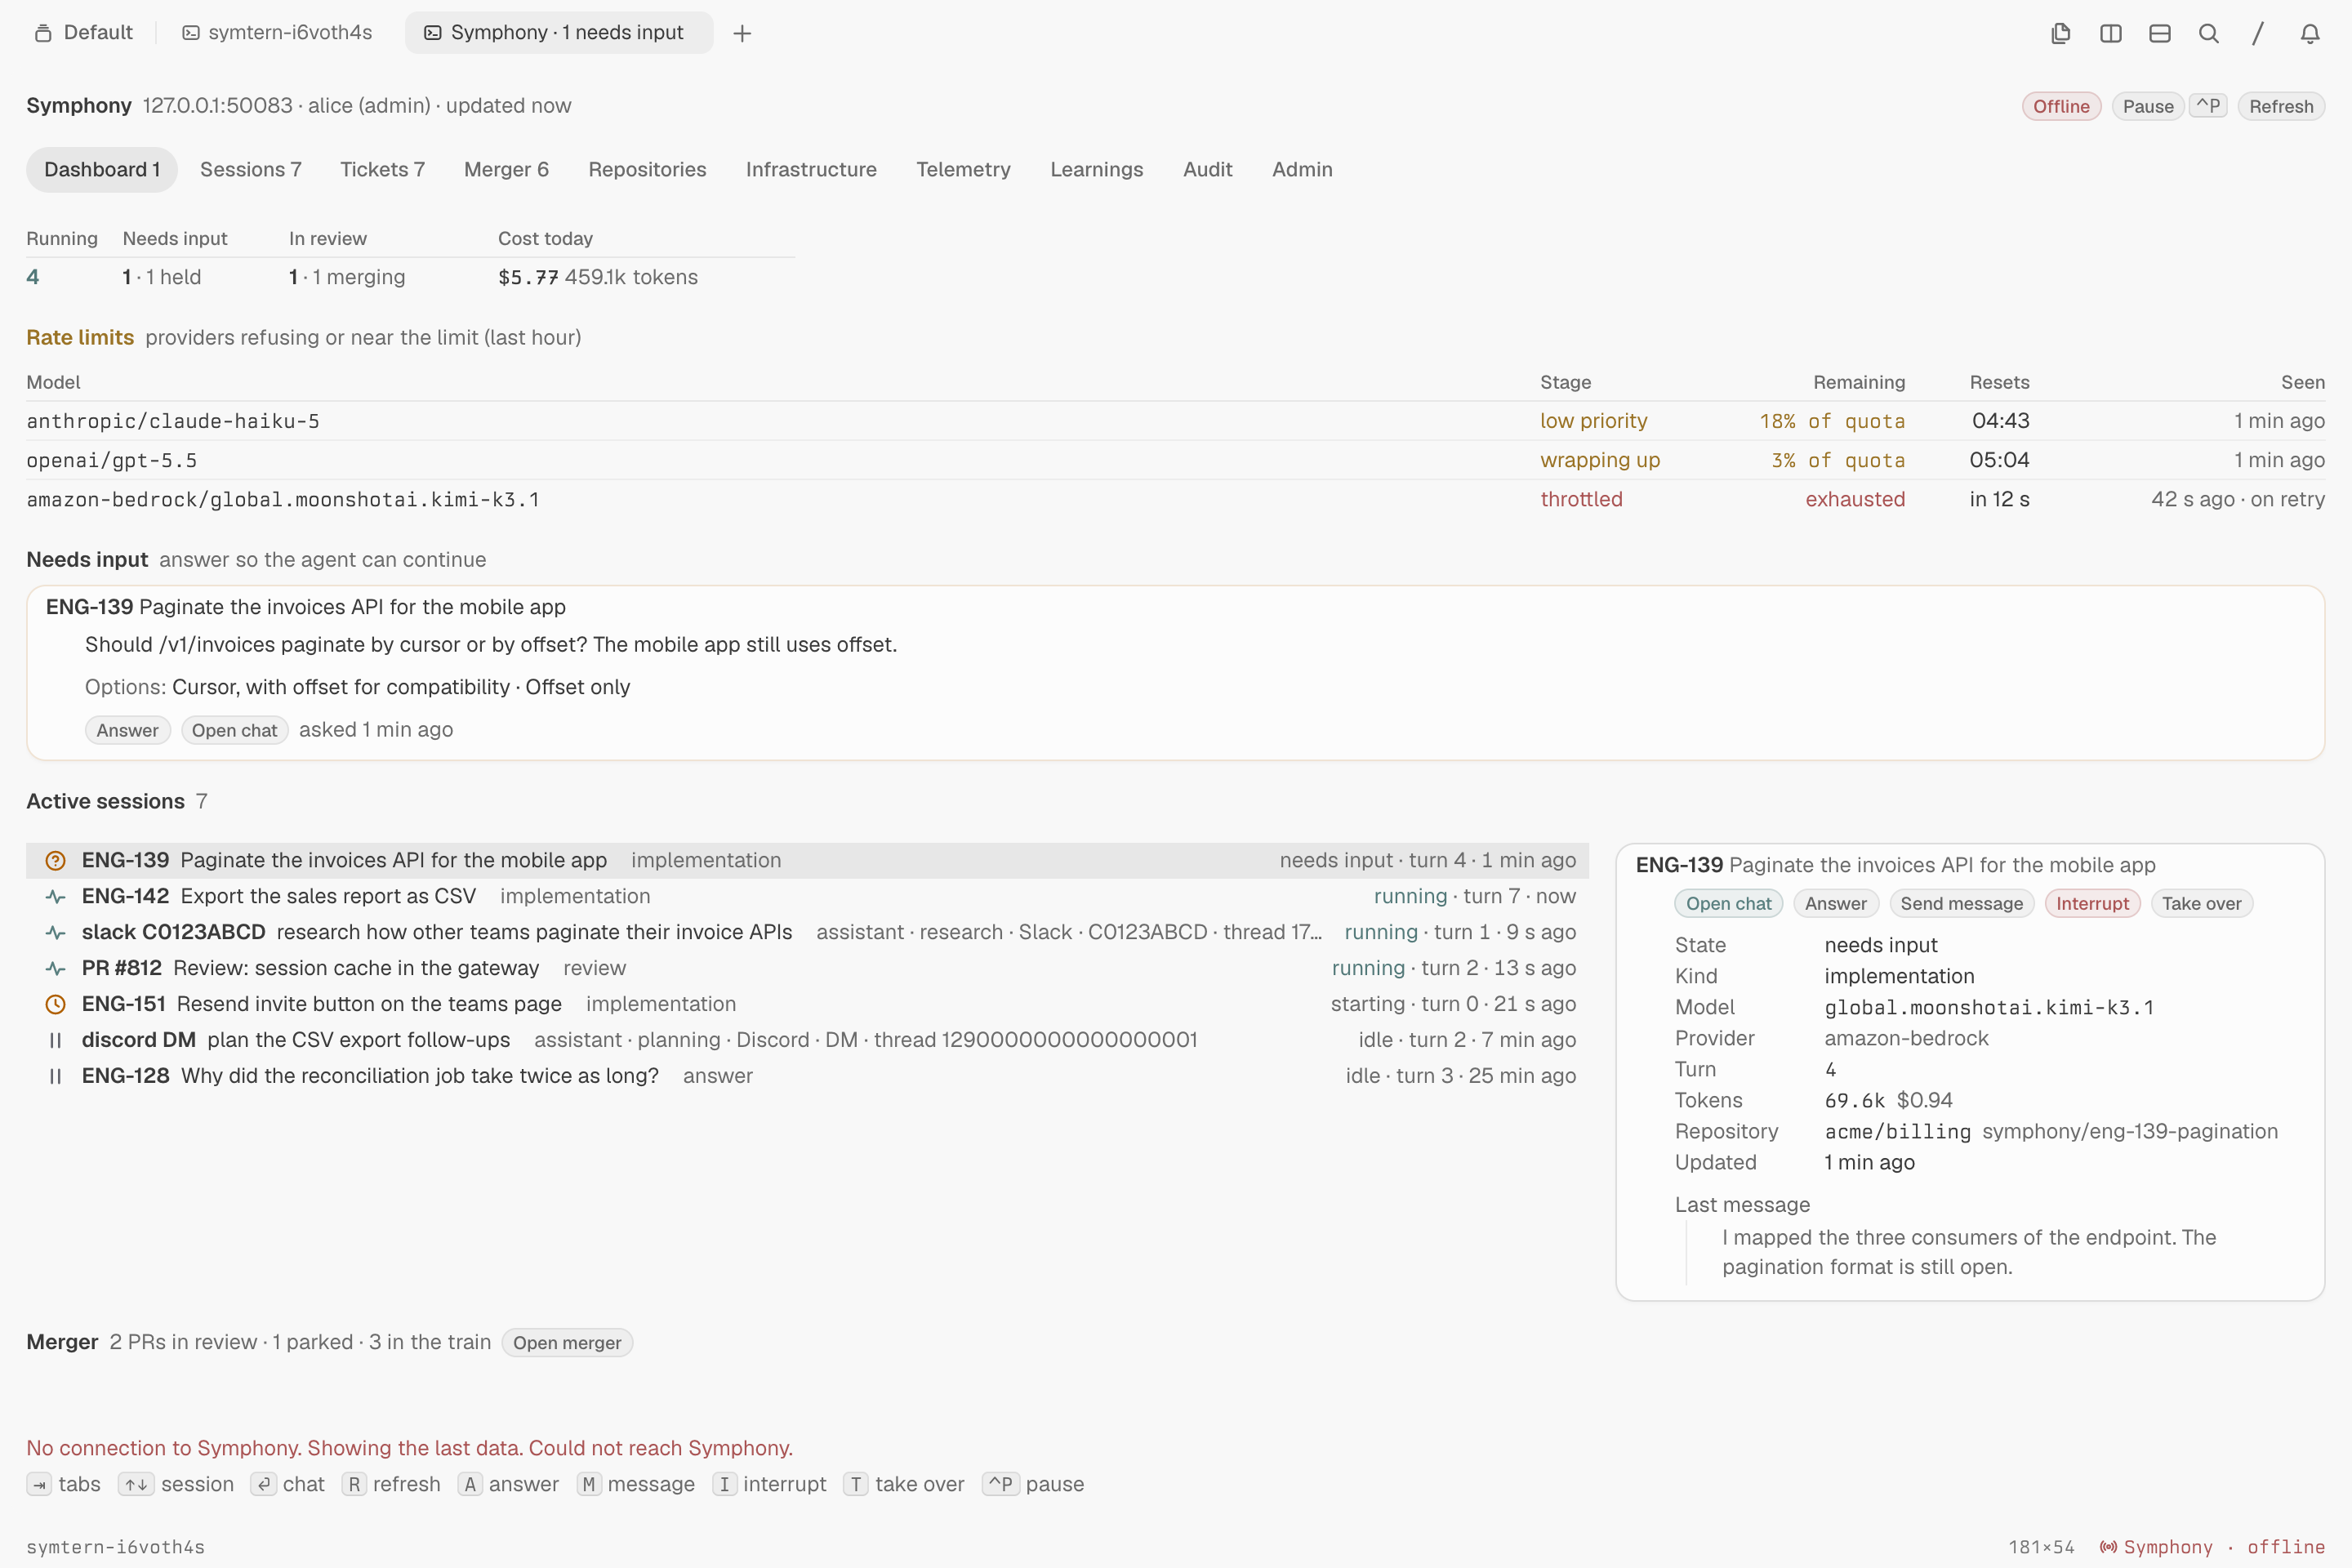 Default symtern-i6voth4s Symphony · 1 needs input
Symphony 127.0.0.1:50083 · alice (admin) · updated now Offline Pause ^P Refresh
Dashboard 1 Sessions 7 Tickets 7 Merger 6 Repositories Infrastructure Telemetry Learnings Audit Admin
Running Needs input In review Cost today
4 1 · 1 held 1 · 1 merging $5.77 459.1k tokens
Rate limits providers refusing or near the limit (last hour)
Model Stage Remaining Resets Seen
anthropic/claude-haiku-5 low priority 18% of quota 04:43 1 min ago
openai/gpt-5.5 wrapping up 3% of quota 05:04 1 min ago
amazon-bedrock/global.moonshotai.kimi-k3.1 throttled exhausted in 12 s 42 s ago · on retry
Needs input answer so the agent can continue
ENG-139 Paginate the invoices API for the mobile app
Should /v1/invoices paginate by cursor or by offset? The mobile app still uses offset.
Options: Cursor, with offset for compatibility · Offset only
Answer Open chat asked 1 min ago
Active sessions 7
ENG-139 Paginate the invoices API for the mobile app implementation needs input · turn 4 · 1 min ago
ENG-142 Export the sales report as CSV implementation running · turn 7 · now
slack C0123ABCD research how other teams paginate their invoice APIs assistant · research · Slack · C0123ABCD · thread 17… running · turn 1 · 9 s ago
PR #812 Review: session cache in the gateway review running · turn 2 · 13 s ago
ENG-151 Resend invite button on the teams page implementation starting · turn 0 · 21 s ago
discord DM plan the CSV export follow-ups assistant · planning · Discord · DM · thread 1290000000000000001 idle · turn 2 · 7 min ago
ENG-128 Why did the reconciliation job take twice as long? answer idle · turn 3 · 25 min ago
ENG-139 Paginate the invoices API for the mobile app
Open chat Answer Send message Interrupt Take over
State needs input
Kind implementation
Model global.moonshotai.kimi-k3.1
Provider amazon-bedrock
Turn 4
Tokens 69.6k $0.94
Repository acme/billing symphony/eng-139-pagination
Updated 1 min ago
Last message
I mapped the three consumers of the endpoint. The
pagination format is still open.
Merger 2 PRs in review · 1 parked · 3 in the train Open merger
No connection to Symphony. Showing the last data. Could not reach Symphony.
⇥ tabs ↑↓ session ⏎ chat R refresh A answer M message I interrupt T take over ^P pause
symtern-i6voth4s 181×54 Symphony · offline